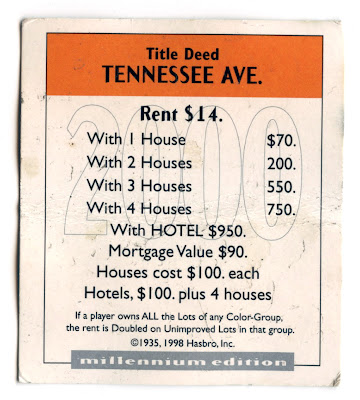 Title Deed
TENNESSEE AVE.
2000
Rent $14.
With 1 House $70.
With 2 Houses 200.
With 3 Houses 550.
With 4 Houses 750.
With HOTEL $950.
Mortgage Value $90.
Houses cost $100. each
Hotels, $100. plus 4 houses
If a player owns ALL the Lots of any Color-Group,
the rent is Doubled on Unimproved Lots in that group.
©1935, 1998 Hasbro, Inc.
millennium edition